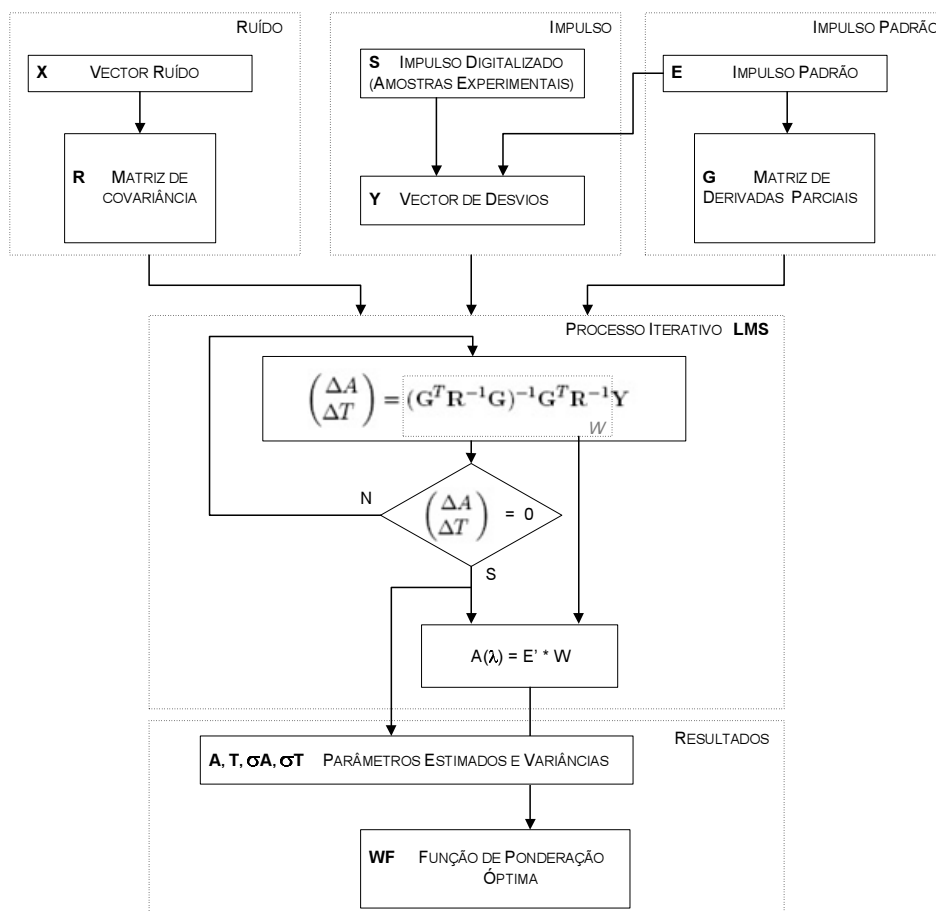 RUÍDO
X VECTOR RUÍDO
R MATRIZ DE
COVARIÂNCIA
IMPULSO
S IMPULSO DIGITALIZADO
(AMOSTRAS EXPERIMENTAIS)
Y VECTOR DE DESVIOS
IMPULSO PADRÃO
E IMPULSO PADRÃO
G MATRIZ DE
DERIVADAS PARCIAIS
PROCESSO ITERATIVO LMS
(ΔA ΔT) = (G^T R^−1 G)^−1 G^T R^−1 Y
W
N
(ΔA ΔT) = 0
S
A(λ) = E' * W
RESULTADOS
A, T, σA, σT PARÂMETROS ESTIMADOS E VARIÂNCIAS
WF FUNÇÃO DE PONDERAÇÃO
ÓPTIMA